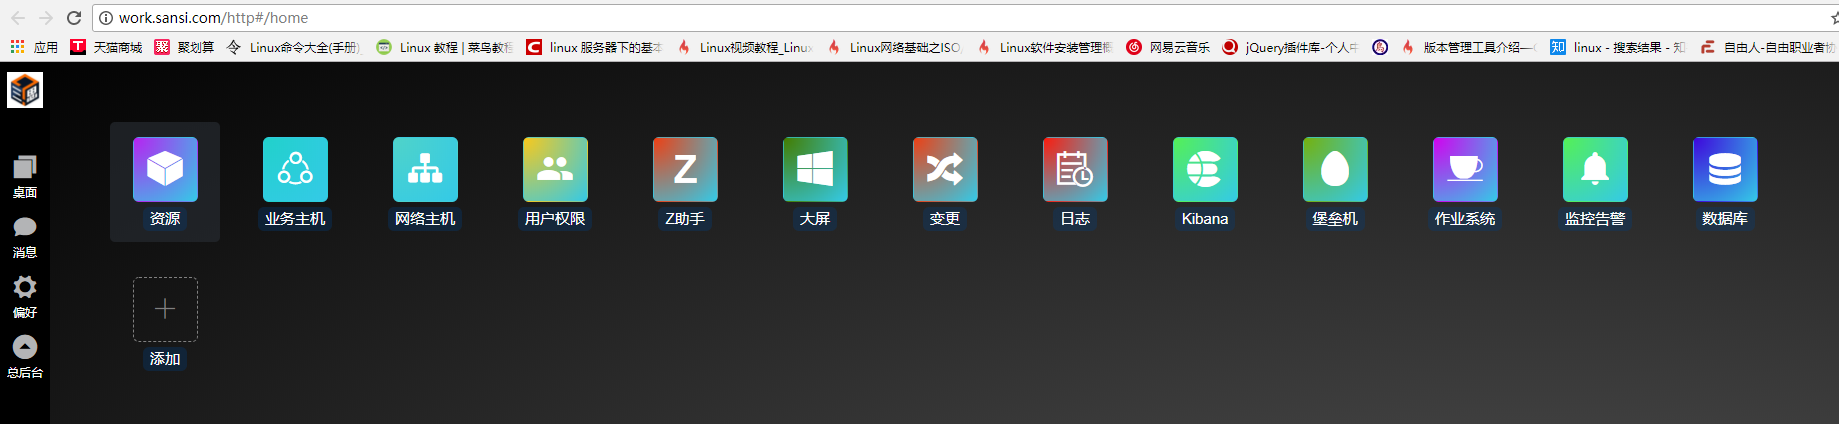 work.sansi.com/http#/home
应用 天猫商城 聚划算 Linux命令大全(手册) Linux 教程 | 菜鸟教程 linux 服务器下的基本 Linux视频教程_Linux Linux网络基础之ISO Linux软件安装管理概 网易云音乐 jQuery插件库-个人中 版本管理工具介绍— linux - 搜索结果 - 知 自由人-自由职业者协
资源 业务主机 网络主机 用户权限 Z助手 大屏 变更 日志 Kibana 堡垒机 作业系统 监控告警 数据库
添加
桌面
消息
偏好
总后台